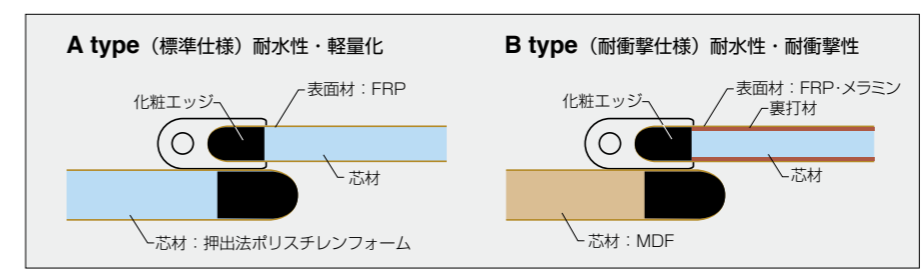 A type（標準仕様）耐水性・軽量化
化粧エッジ
表面材：FRP
芯材
芯材：押出法ポリスチレンフォーム
B type（耐衝撃仕様）耐水性・耐衝撃性
化粧エッジ
表面材：FRP・メラミン
裏打材
芯材
芯材：MDF